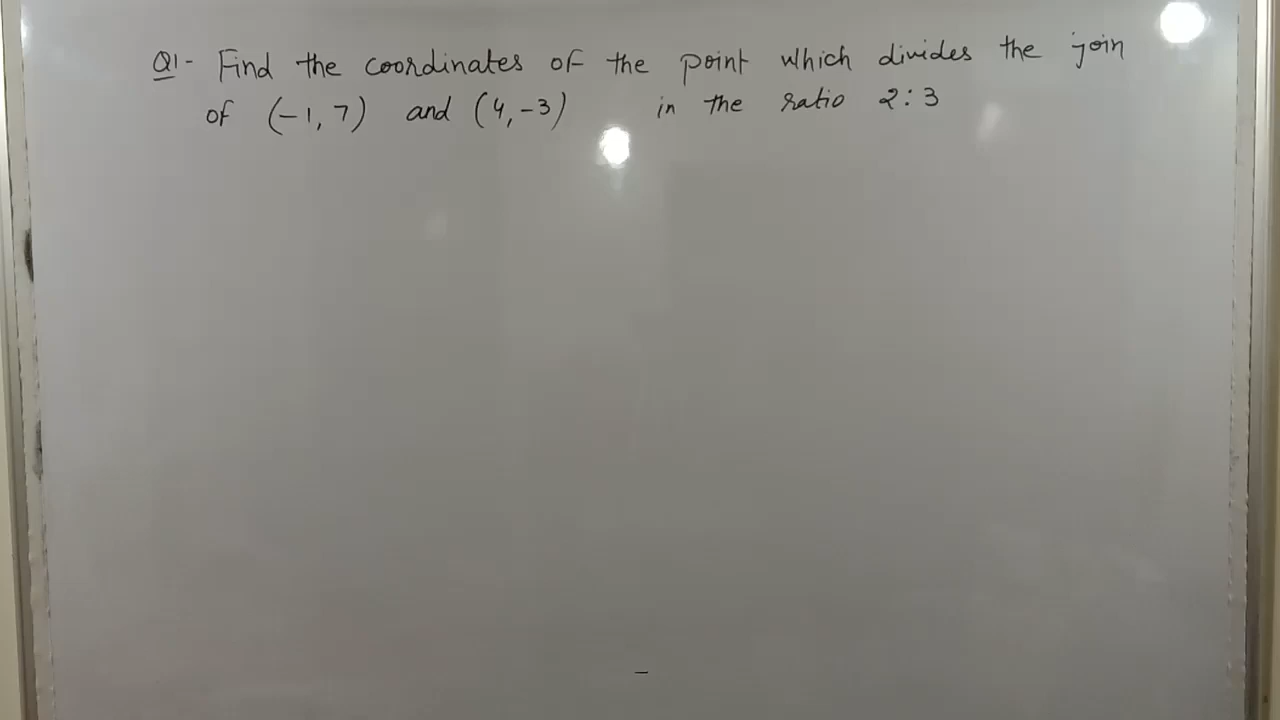 Q1- Find the coordinates of the point which divides the join
of (-1, 7) and (4, -3) in the ratio 2:3